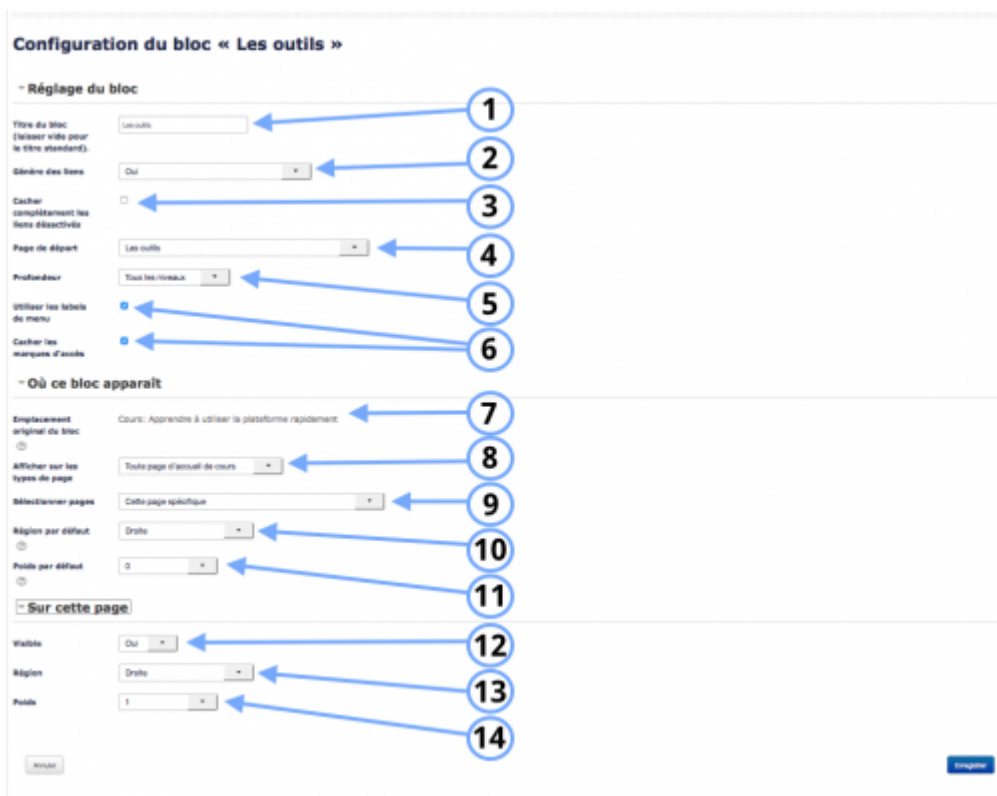 Configuration du bloc « Les outils »
Réglage du bloc
1
Titre du bloc
(laisser vide pour
le titre standard).
Les outils
2
Génère des liens
Oui
3
Cacher
complètement les
liens désactivés
4
Page de départ
Les outils
5
Profondeur
Tous les niveaux
Utiliser les labels
de menu
6
Cacher les
marques d'accès
Où ce bloc apparaît
7
Emplacement
original du bloc
Cours: Apprendre à utiliser la plateforme rapidement
8
Afficher sur les
types de page
Toute page d'accueil de cours
9
Sélectionner pages
Cette page spécifique
10
Région par défaut
Droite
11
Poids par défaut
0
Sur cette page
12
Visible
Oui
13
Région
Droite
14
Poids
1
Annuler
Enregistrer